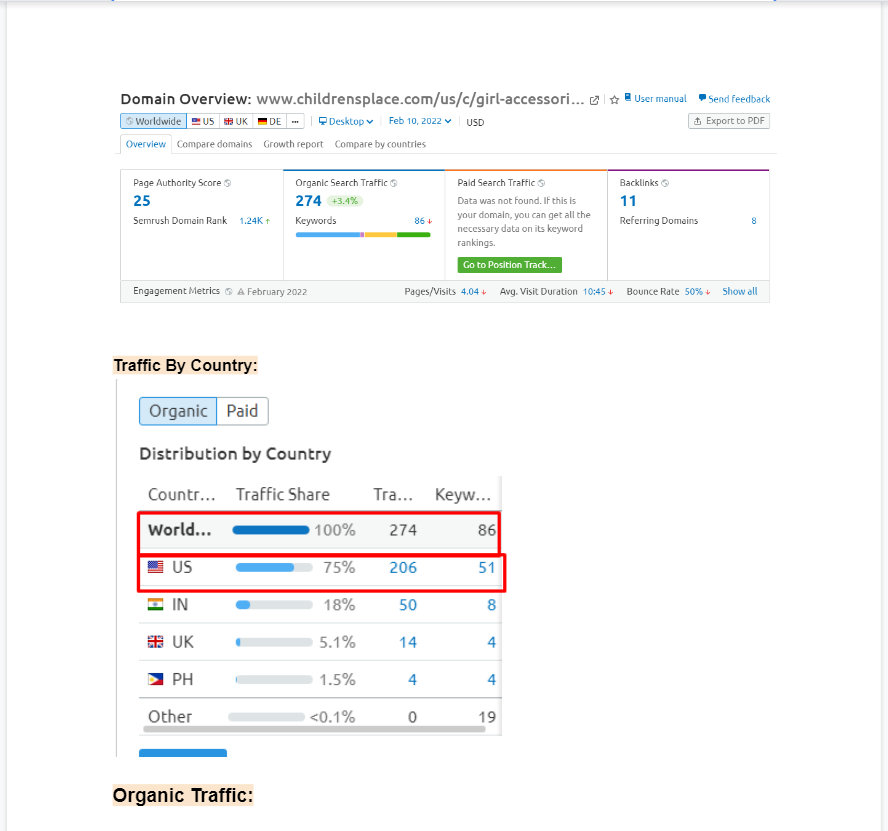 Domain Overview: www.childrensplace.com/us/c/girl-accessori... User manual Send feedback
Worldwide US UK DE ... Desktop Feb 10, 2022 USD Export to PDF
Overview Compare domains Growth report Compare by countries
Page Authority Score
25
Semrush Domain Rank 1.24K ↑
Organic Search Traffic
274 +3.4%
Keywords 86 ↓
Paid Search Traffic
Data was not found. If this is
your domain, you can get all the
necessary data on its keyword
rankings.
Go to Position Track...
Backlinks
11
Referring Domains 8
Engagement Metrics February 2022 Pages/Visits 4.04 ↓ Avg. Visit Duration 10:45 ↓ Bounce Rate 50% ↓ Show all
Traffic By Country:
Organic Paid
Distribution by Country
Countr... Traffic Share Tra... Keyw...
World... 100% 274 86
US 75% 206 51
IN 18% 50 8
UK 5.1% 14 4
PH 1.5% 4 4
Other <0.1% 0 19
Organic Traffic: